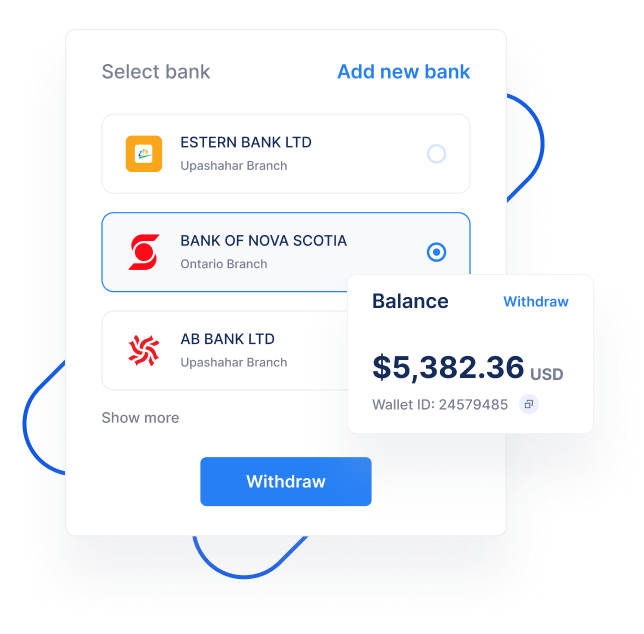 Select bank
Add new bank
ESTERN BANK LTD
Upashahar Branch
BANK OF NOVA SCOTIA
Ontario Branch
AB BANK LTD
Upashahar Branch
Show more
Withdraw
Balance
Withdraw
$5,382.36 USD
Wallet ID: 24579485